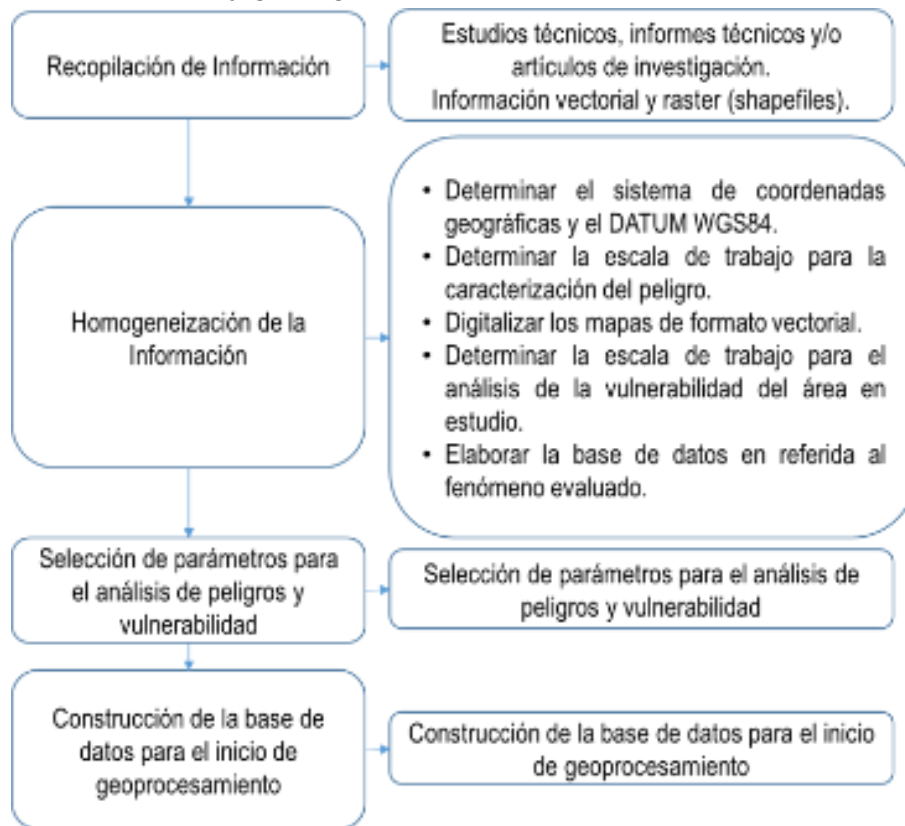 Recopilación de Información
Estudios técnicos, informes técnicos y/o
artículos de investigación.
Información vectorial y raster (shapefiles).
Homogeneización de la
Información
• Determinar el sistema de coordenadas
geográficas y el DATUM WGS84.
• Determinar la escala de trabajo para la
caracterización del peligro.
• Digitalizar los mapas de formato vectorial.
• Determinar la escala de trabajo para el
análisis de la vulnerabilidad del área en
estudio.
• Elaborar la base de datos en referida al
fenómeno evaluado.
Selección de parámetros para
el análisis de peligros y
vulnerabilidad
Selección de parámetros para el análisis de
peligros y vulnerabilidad
Construcción de la base de
datos para el inicio de
geoprocesamiento
Construcción de la base de datos para el inicio
de geoprocesamiento